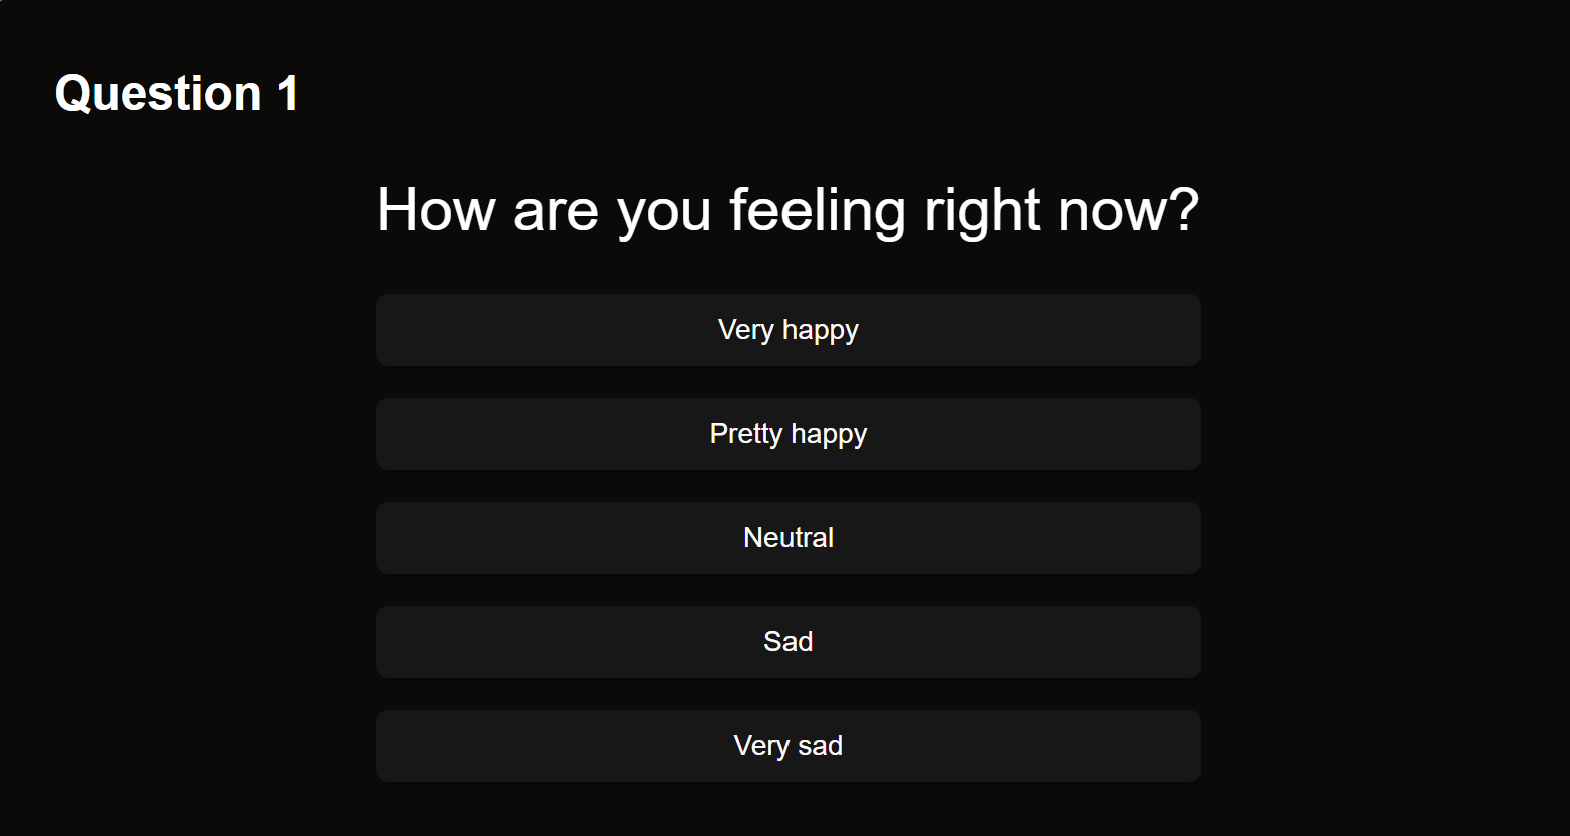 Question 1
How are you feeling right now?
Very happy
Pretty happy
Neutral
Sad
Very sad